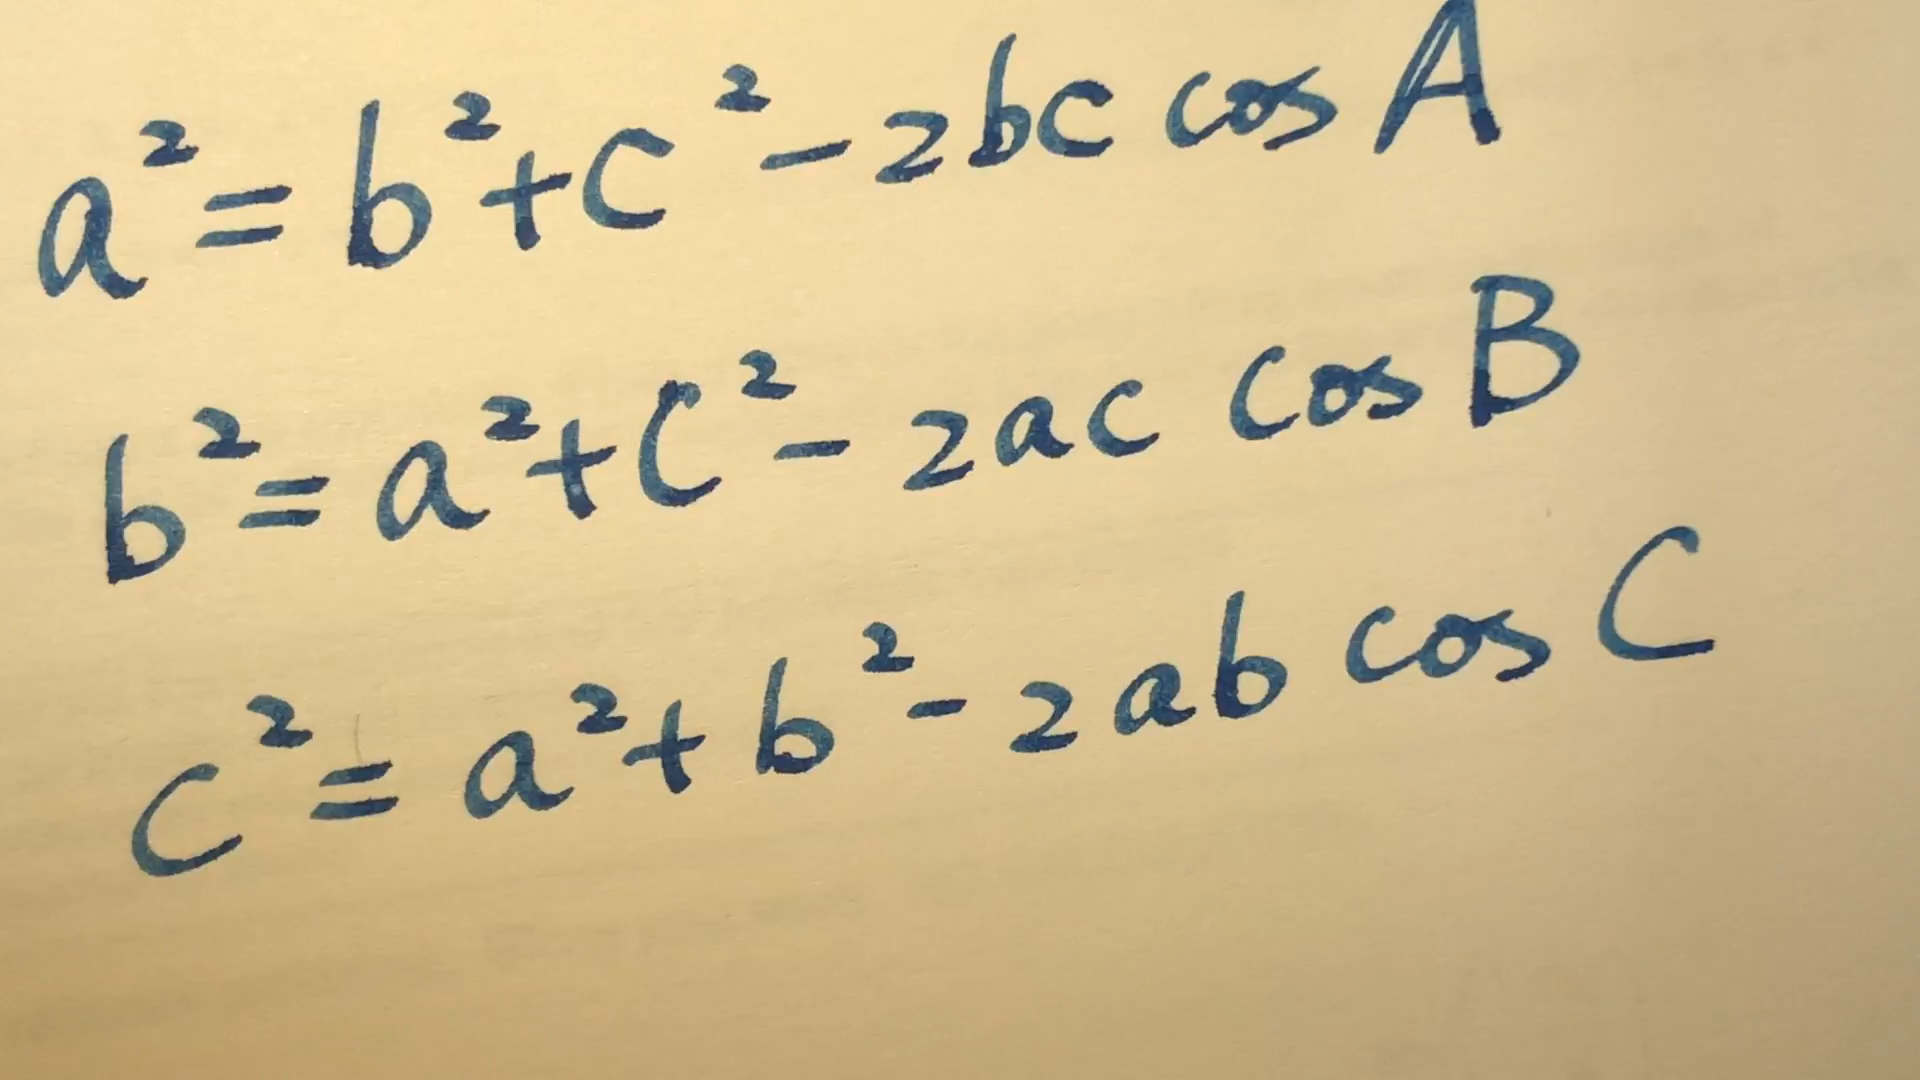 a² = b² + c² - 2bc cos A
b² = a² + c² - 2ac cos B
c² = a² + b² - 2ab cos C